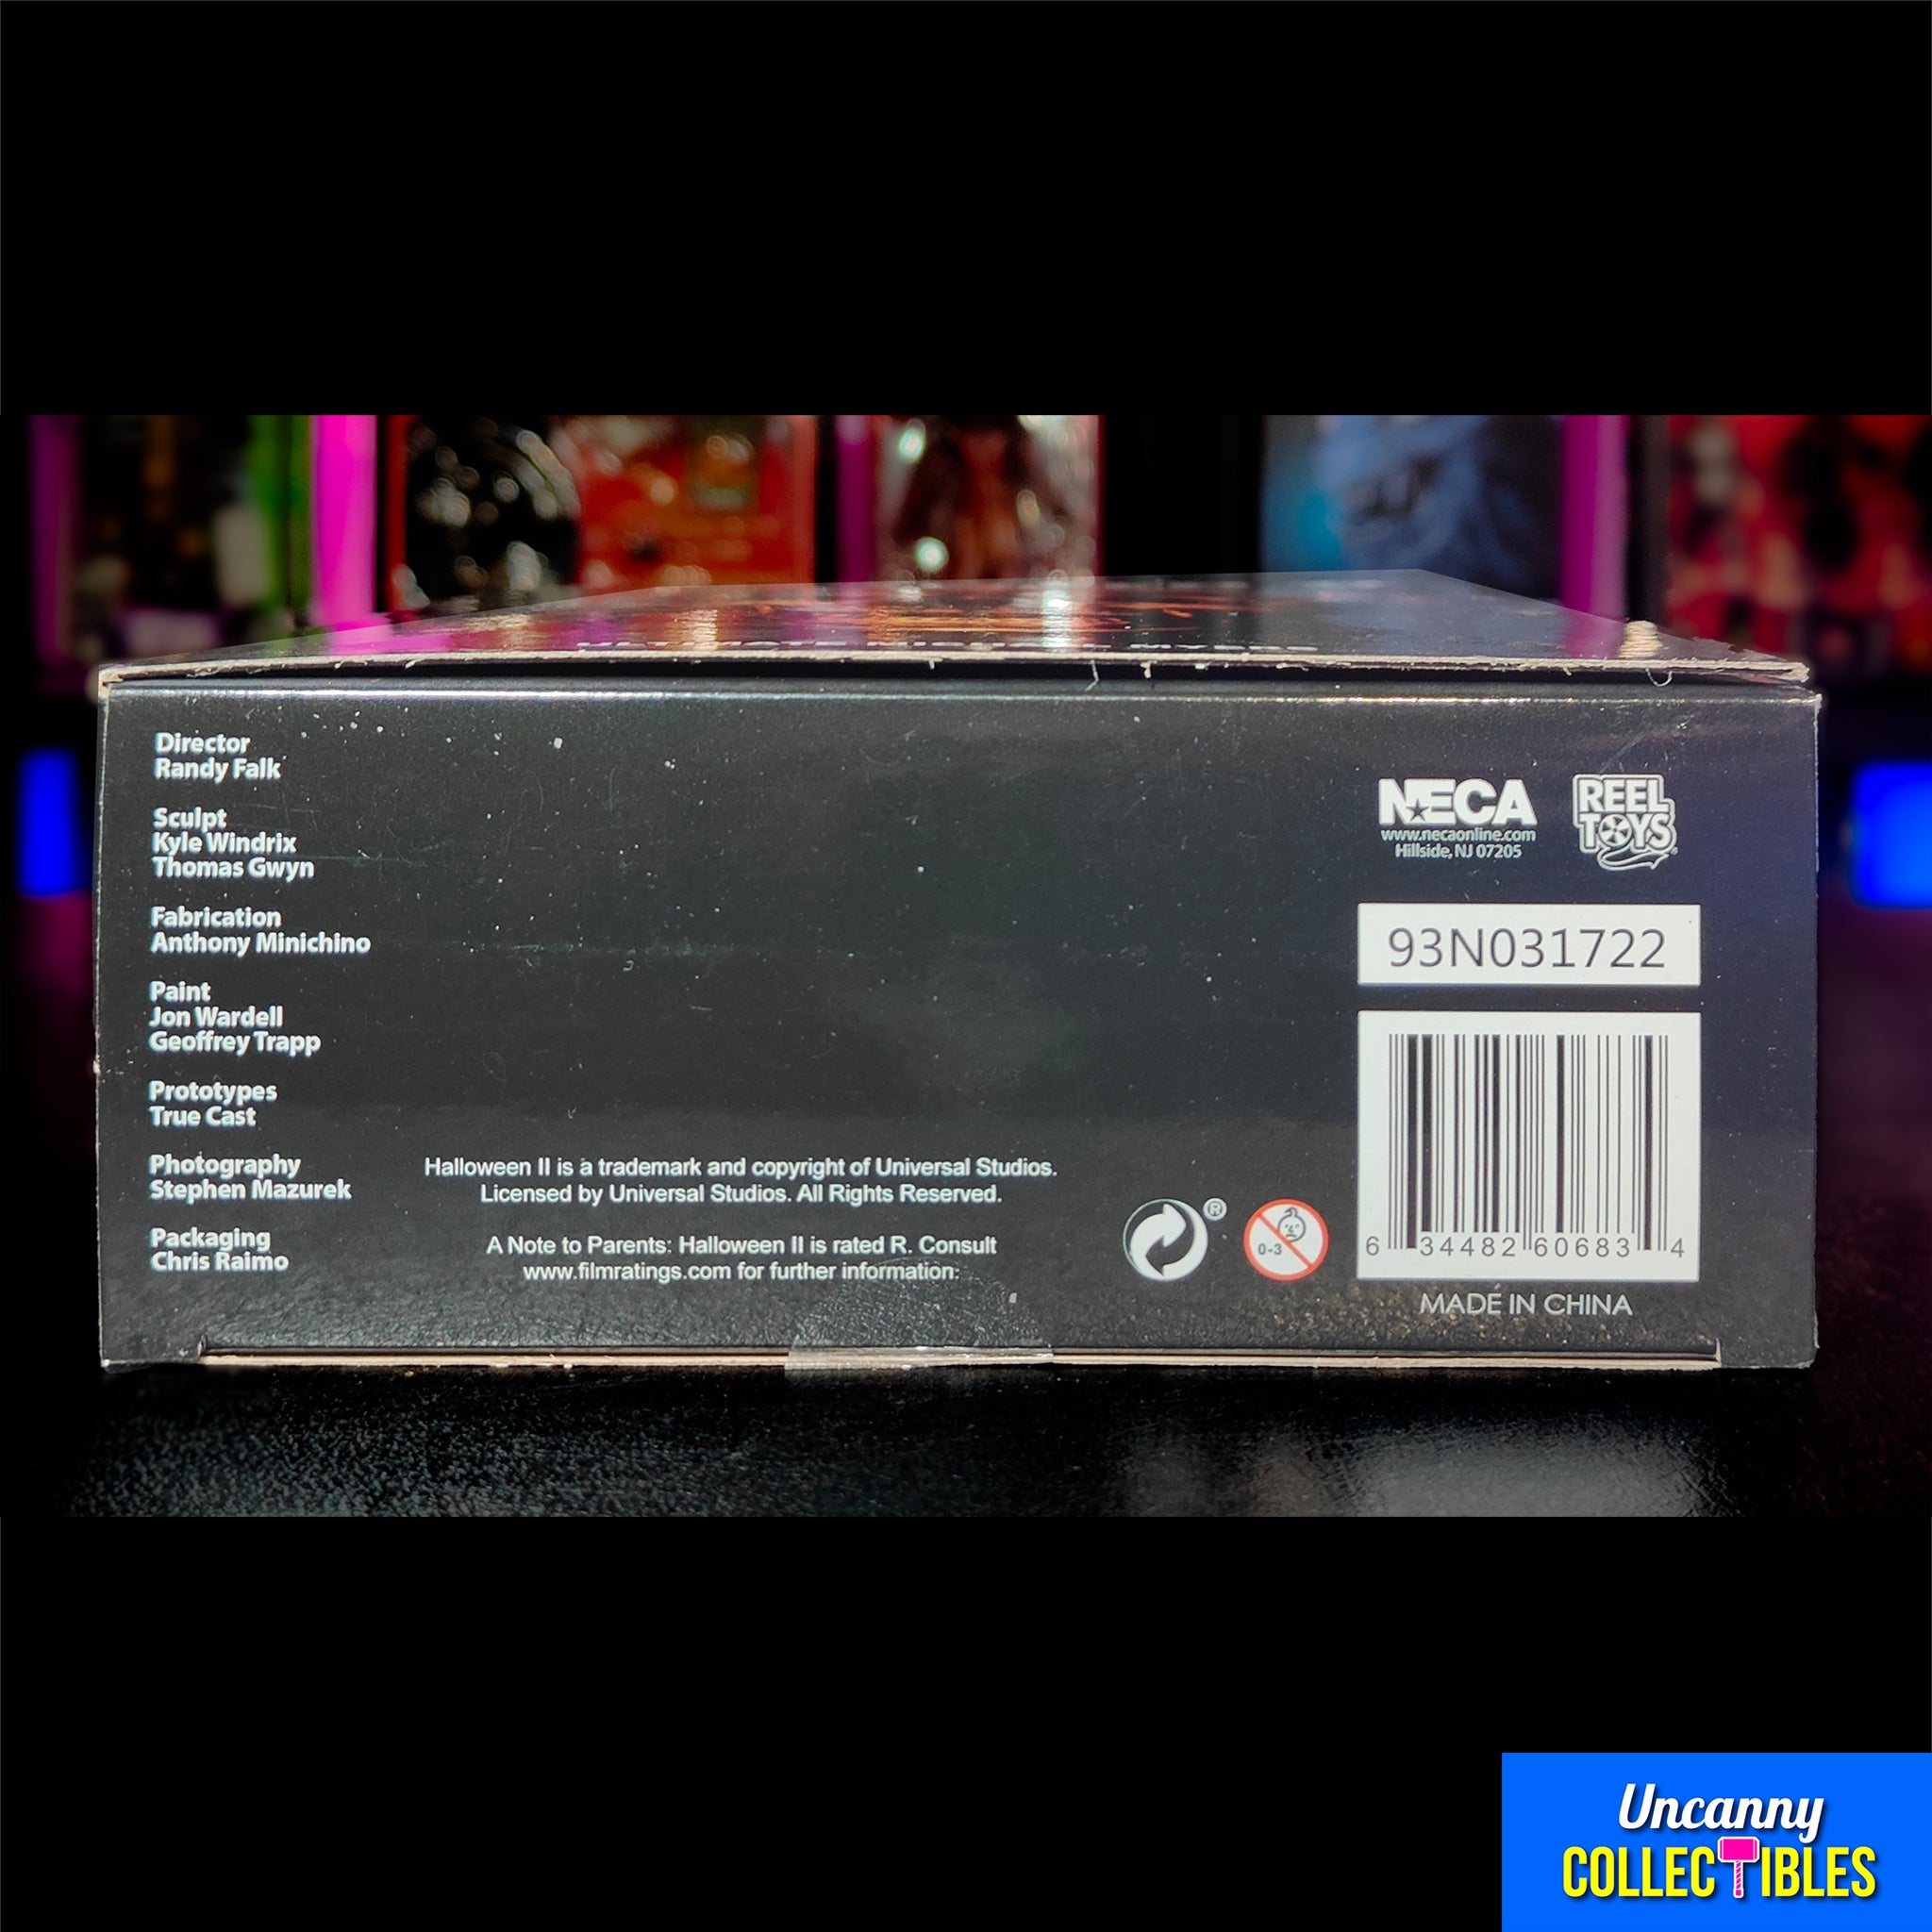 Director
Randy Falk
Sculpt
Kyle Windrix
Thomas Gwyn
Fabrication
Anthony Minichino
Paint
Jon Wardell
Geoffrey Trapp
Prototypes
True Cast
Photography
Stephen Mazurek
Packaging
Chris Raimo
Halloween II is a trademark and copyright of Universal Studios.
Licensed by Universal Studios. All Rights Reserved.
A Note to Parents: Halloween II is rated R. Consult
www.filmratings.com for further information:
®
0-3
NECA
www.necaonline.com
Hillside, NJ 07205
REEL
TOYS
93N031722
6 34482 60683 4
MADE IN CHINA
Uncanny
COLLECTIBLES